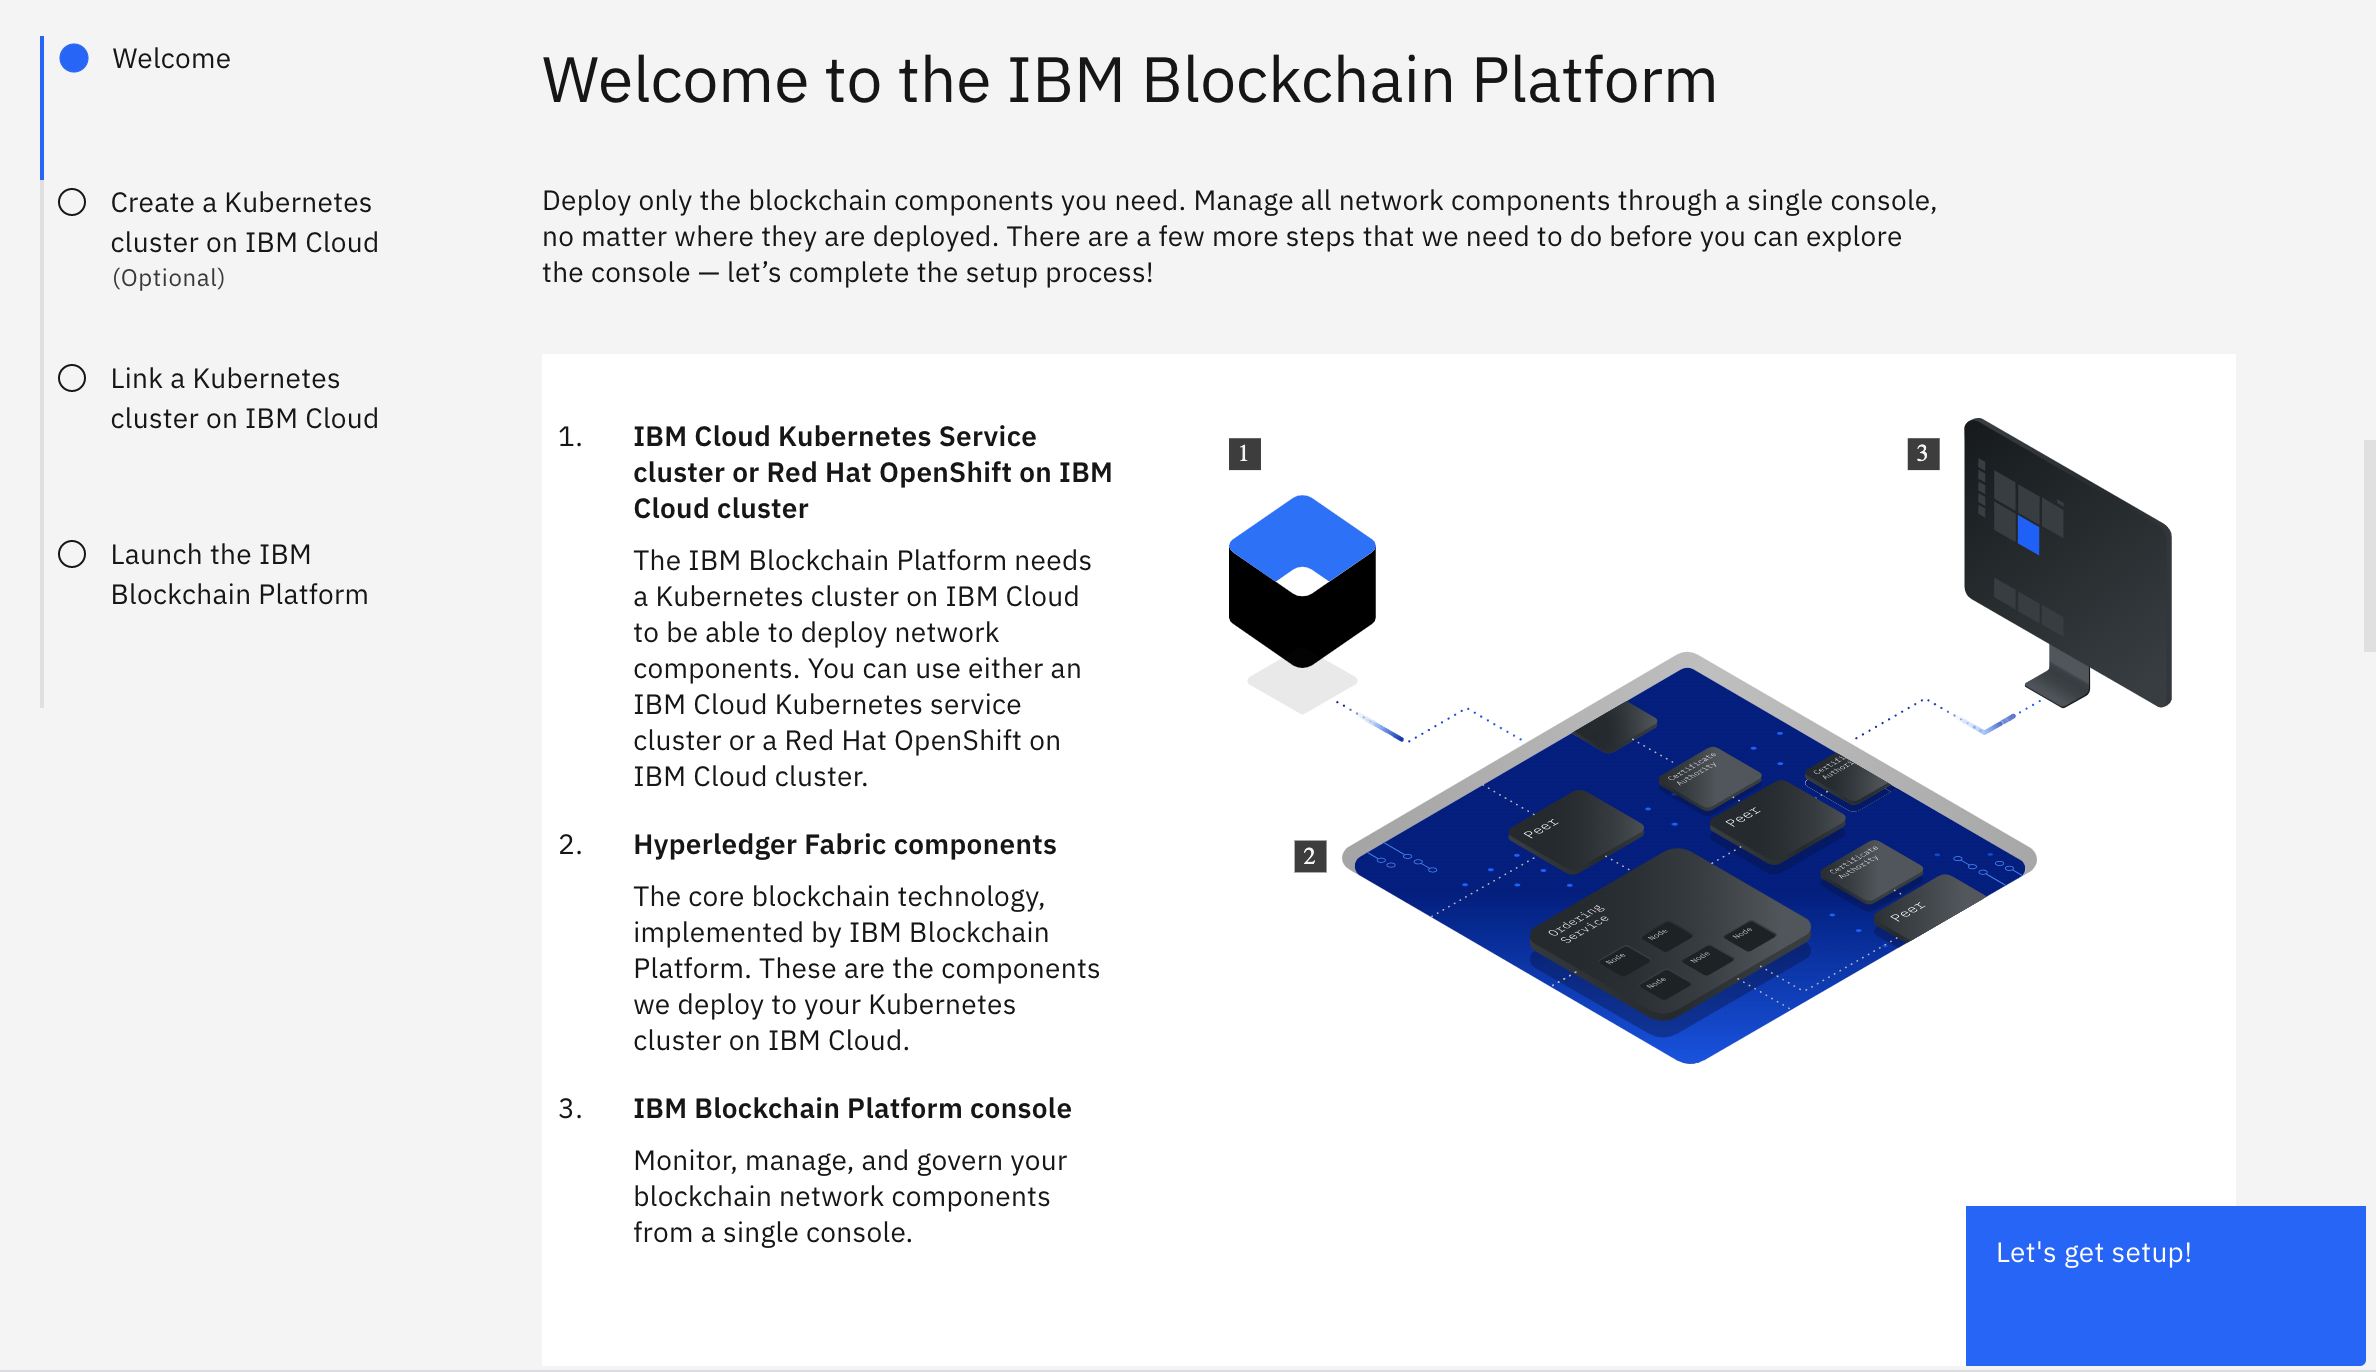 Welcome
Create a Kubernetes
cluster on IBM Cloud
(Optional)
Link a Kubernetes
cluster on IBM Cloud
Launch the IBM
Blockchain Platform
Welcome to the IBM Blockchain Platform
Deploy only the blockchain components you need. Manage all network components through a single console,
no matter where they are deployed. There are a few more steps that we need to do before you can explore
the console — let’s complete the setup process!
1. IBM Cloud Kubernetes Service
cluster or Red Hat OpenShift on IBM
Cloud cluster
The IBM Blockchain Platform needs
a Kubernetes cluster on IBM Cloud
to be able to deploy network
components. You can use either an
IBM Cloud Kubernetes service
cluster or a Red Hat OpenShift on
IBM Cloud cluster.
2. Hyperledger Fabric components
The core blockchain technology,
implemented by IBM Blockchain
Platform. These are the components
we deploy to your Kubernetes
cluster on IBM Cloud.
3. IBM Blockchain Platform console
Monitor, manage, and govern your
blockchain network components
from a single console.
1
3
2
Certificate
Authority
Peer
Peer
Certificate
Authority
Peer
Ordering
Service
Node
Node
Node
Node
Node
Let's get setup!